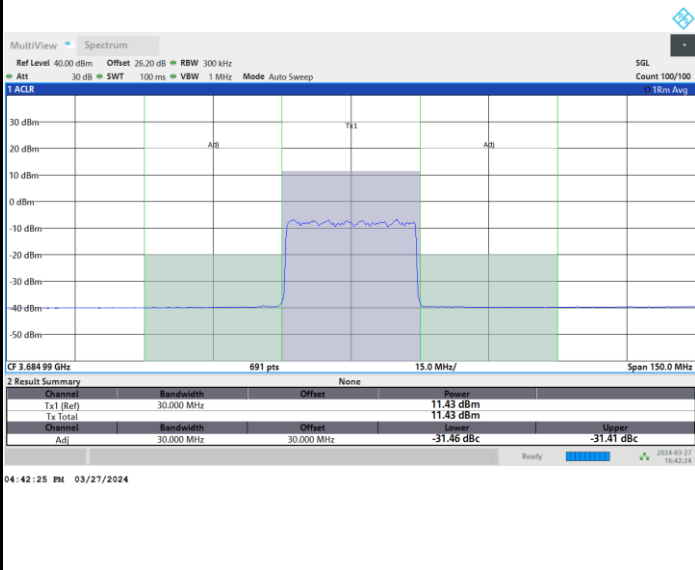 MultiView Spectrum
Ref Level 40.00 dBm Offset 26.20 dB RBW 300 kHz SGL
Att 30 dB SWT 100 ms VBW 1 MHz Mode Auto Sweep Count 100/100
1 ACLR 1Rm Avg
30 dBm
Tx1
20 dBm
Adj Adj
10 dBm
0 dBm
-10 dBm
-20 dBm
-30 dBm
-40 dBm
-50 dBm
CF 3.684 99 GHz 691 pts 15.0 MHz/ Span 150.0 MHz
2 Result Summary None
Channel Bandwidth Offset Power
Tx1 (Ref) 30.000 MHz 11.43 dBm
Tx Total 11.43 dBm
Channel Bandwidth Offset Lower Upper
Adj 30.000 MHz 30.000 MHz -31.46 dBc -31.41 dBc
Ready 2024-03-27
16:42:24
04:42:25 PM 03/27/2024